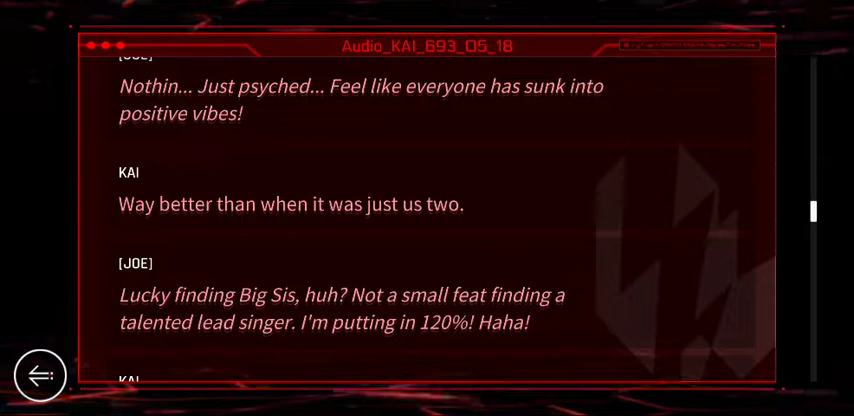 Audio_KAI_693_05_18
[JOE]
Nothin... Just psyched... Feel like everyone has sunk into
positive vibes!
KAI
Way better than when it was just us two.
[JOE]
Lucky finding Big Sis, huh? Not a small feat finding a
talented lead singer. I'm putting in 120%! Haha!
KAI